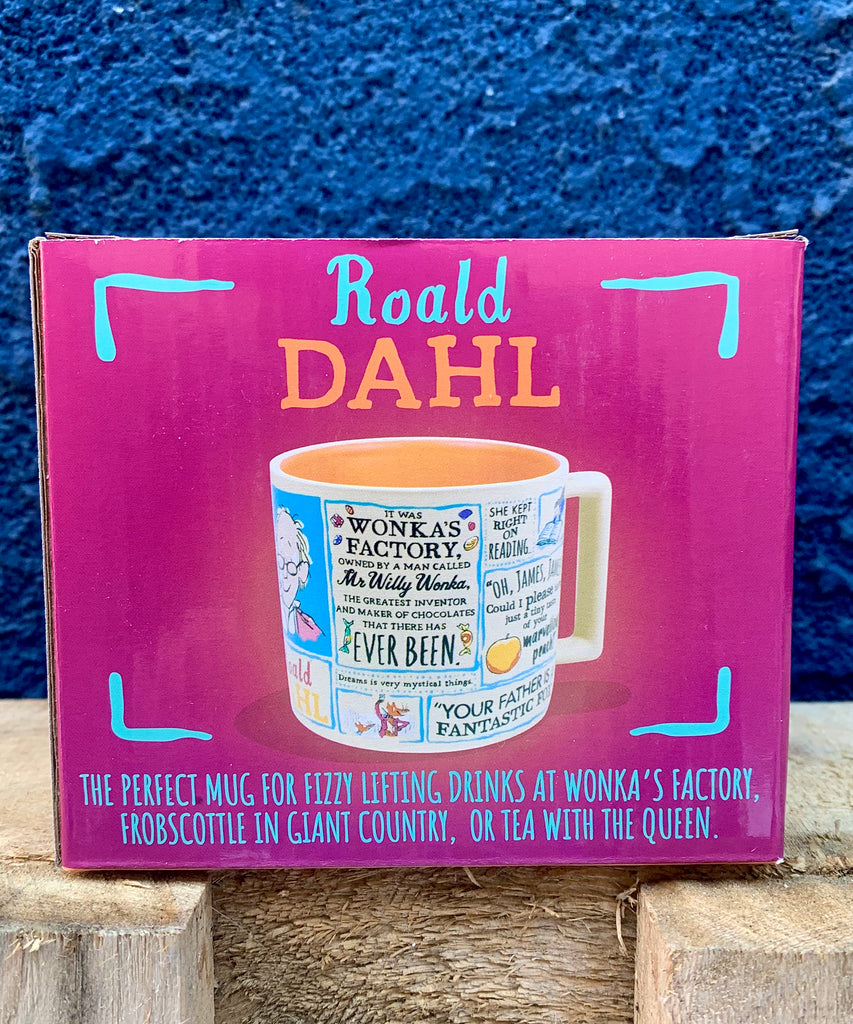 Roald
DAHL
IT WAS
WONKA'S
FACTORY,
OWNED BY A MAN CALLED
Mr Willy Wonka,
THE GREATEST INVENTOR
AND MAKER OF CHOCOLATES
THAT THERE HAS
EVER BEEN.
Dreams is very mystical things.
SHE KEPT
RIGHT
ON
READING.
"OH, JAMES,
Could I please
just a tiny
of your
"YOUR FATHER IS
FANTASTIC
THE PERFECT MUG FOR FIZZY LIFTING DRINKS AT WONKA'S FACTORY,
FROBSCOTTLE IN GIANT COUNTRY, OR TEA WITH THE QUEEN.